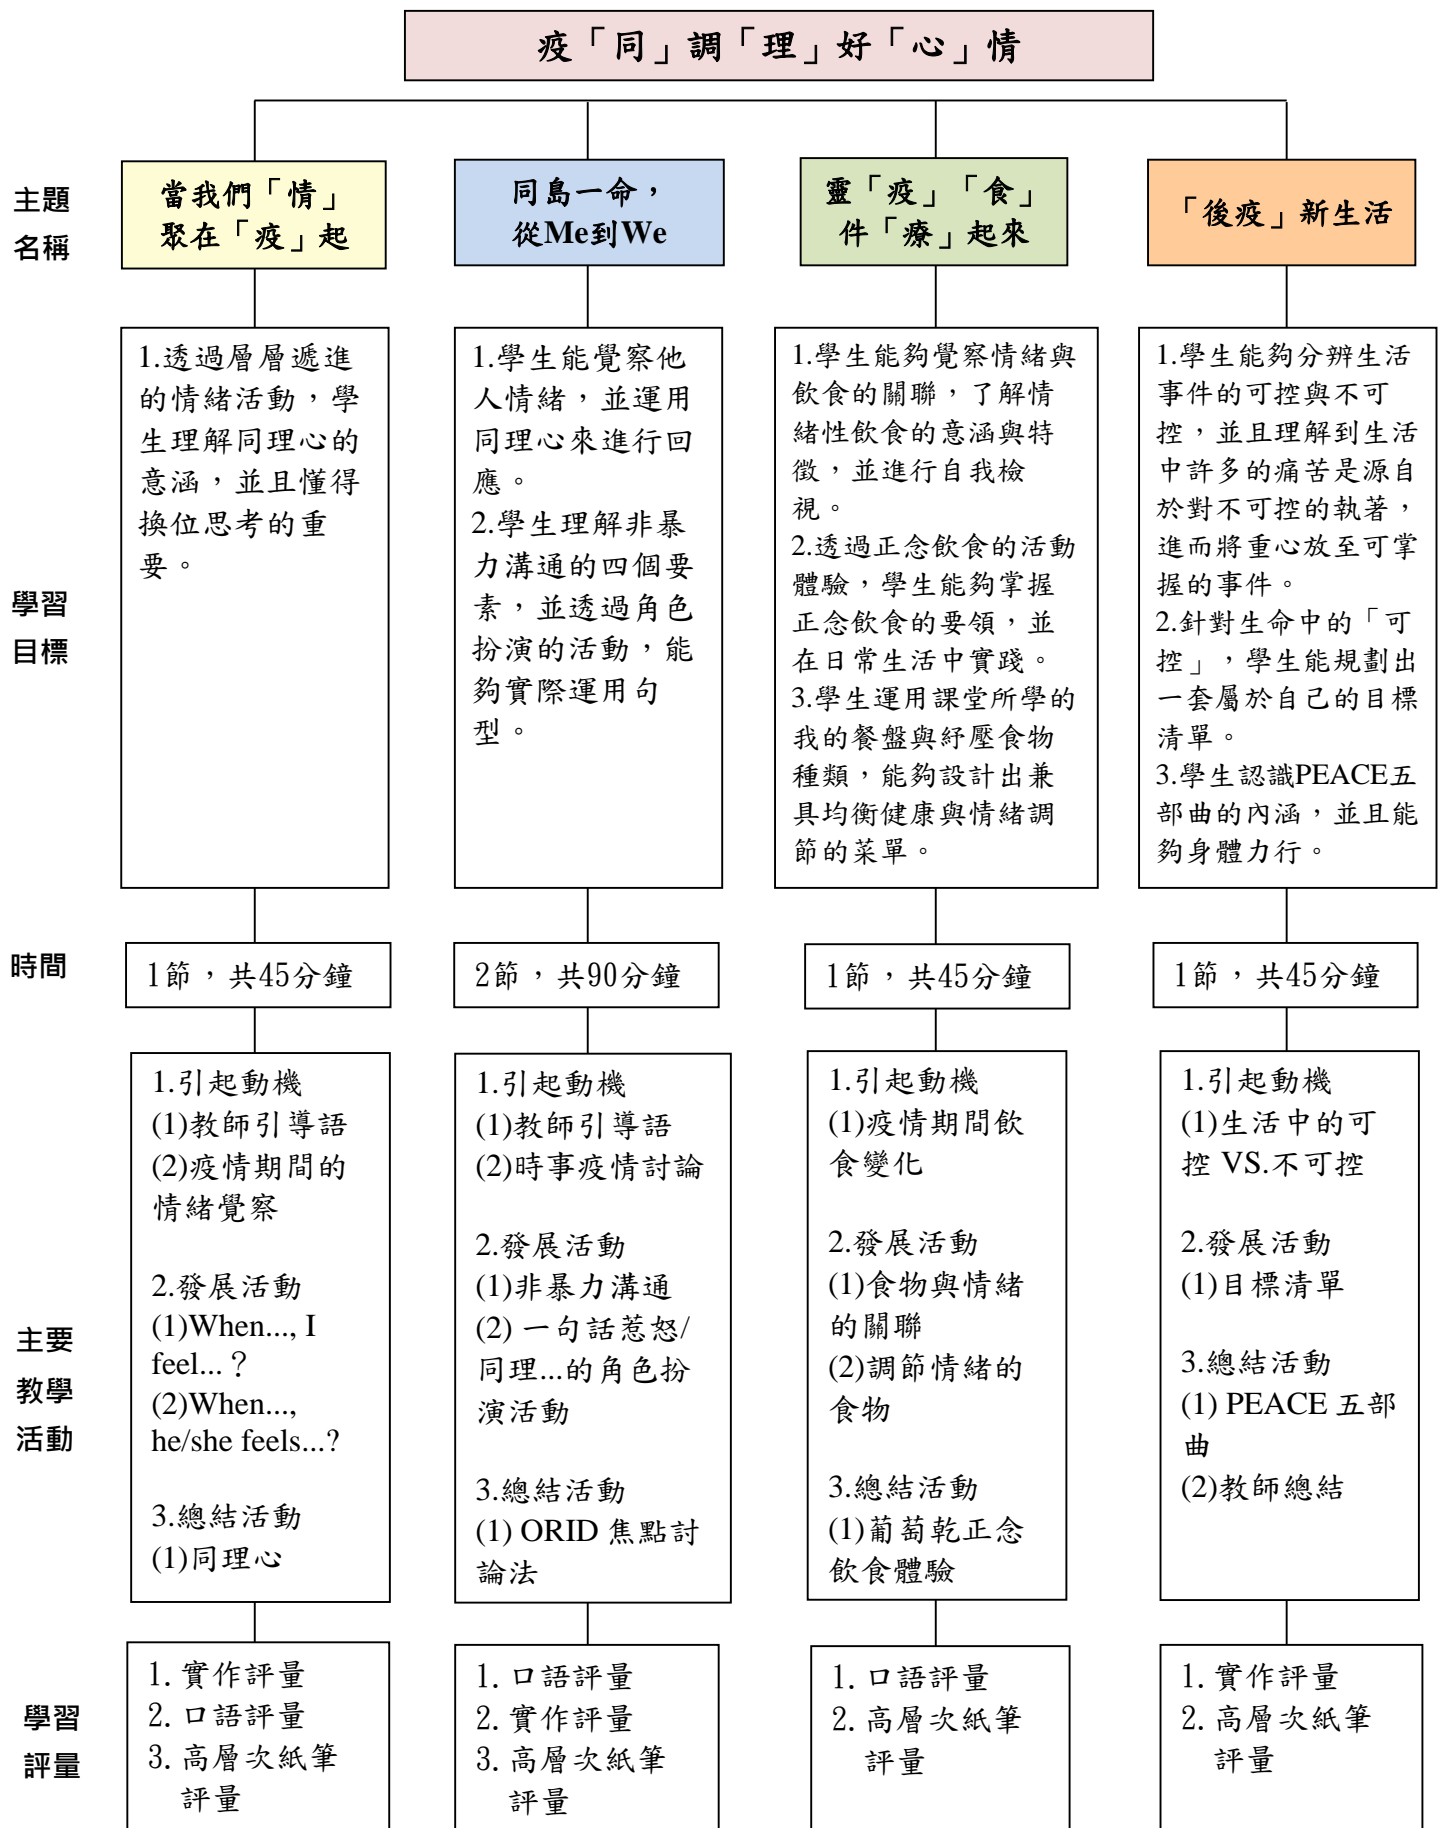 疫「同」調「理」好「心」情
主題
名稱
當我們「情」
聚在「疫」起
同島一命，
從Me到We
靈「疫」「食」
件「療」起來
「後疫」新生活
學習
目標
1.透過層層遞進
的情緒活動，學
生理解同理心的
意涵，並且懂得
換位思考的重
要。
1.學生能覺察他
人情緒，並運用
同理心來進行回
應。
2.學生理解非暴
力溝通的四個要
素，並透過角色
扮演的活動，能
夠實際運用句
型。
1.學生能夠覺察情緒與
飲食的關聯，了解情
緒性飲食的意涵與特
徵，並進行自我檢
視。
2.透過正念飲食的活動
體驗，學生能夠掌握
正念飲食的要領，並
在日常生活中實踐。
3.學生運用課堂所學的
我的餐盤與紓壓食物
種類，能夠設計出兼
具均衡健康與情緒調
節的菜單。
1.學生能夠分辨生活
事件的可控與不可
控，並且理解到生活
中許多的痛苦是源自
於對不可控的執著，
進而將重心放至可掌
握的事件。
2.針對生命中的「可
控」，學生能規劃出
一套屬於自己的目標
清單。
3.學生認識PEACE五
部曲的內涵，並且能
夠身體力行。
時間
1節，共45分鐘
2節，共90分鐘
1節，共45分鐘
1節，共45分鐘
主要
教學
活動
1.引起動機
(1)教師引導語
(2)疫情期間的
情緒覺察
2.發展活動
(1)When..., I
feel...？
(2)When...,
he/she feels...?
3.總結活動
(1)同理心
1.引起動機
(1)教師引導語
(2)時事疫情討論
2.發展活動
(1)非暴力溝通
(2) 一句話惹怒/
同理...的角色扮
演活動
3.總結活動
(1) ORID 焦點討
論法
1.引起動機
(1)疫情期間飲
食變化
2.發展活動
(1)食物與情緒
的關聯
(2)調節情緒的
食物
3.總結活動
(1)葡萄乾正念
飲食體驗
1.引起動機
(1)生活中的可
控 VS.不可控
2.發展活動
(1)目標清單
3.總結活動
(1) PEACE 五部
曲
(2)教師總結
學習
評量
1. 實作評量
2. 口語評量
3. 高層次紙筆
評量
1. 口語評量
2. 實作評量
3. 高層次紙筆
評量
1. 口語評量
2. 高層次紙筆
評量
1. 實作評量
2. 高層次紙筆
評量